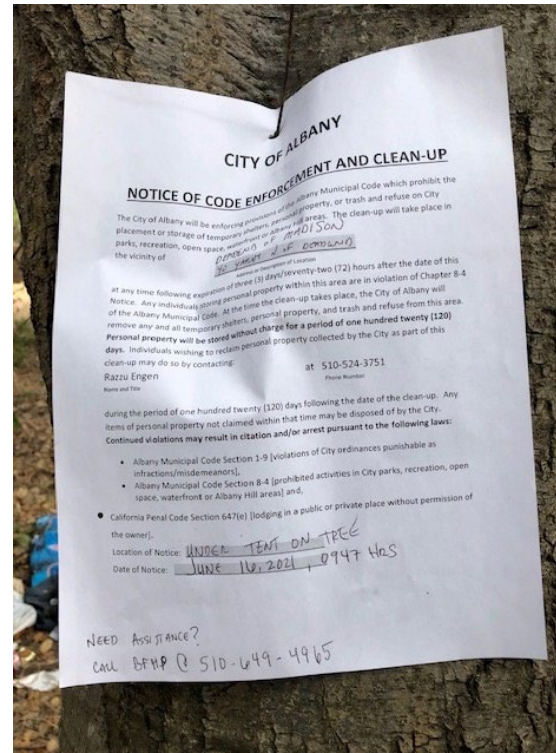 CITY OF ALBANY
NOTICE OF CODE ENFORCEMENT AND CLEAN-UP
The City of Albany will be enforcing provisions of the Albany Municipal Code which prohibit the
placement or storage of temporary shelters, personal property, or trash and refuse on City
parks, recreation, open space, waterfront or Albany Hill areas. The clean-up will take place in
the vicinity of
DEADEND OF MADISON
40 YARDS OF DEADEND
Address or Description of Location
at any time following expiration of three (3) days/seventy-two (72) hours after the date of this
Notice. Any individuals storing personal property within this area are in violation of Chapter 8-4
of the Albany Municipal Code. At the time the clean-up takes place, the City of Albany will
remove any and all temporary shelters, personal property, and trash and refuse from this area.
Personal property will be stored without charge for a period of one hundred twenty (120)
days. Individuals wishing to reclaim personal property collected by the City as part of this
clean-up may do so by contacting:
Razzu Engen at 510-524-3751
Name and Title Phone Number
during the period of one hundred twenty (120) days following the date of the clean-up. Any
items of personal property not claimed within that time may be disposed of by the City.
Continued violations may result in citation and/or arrest pursuant to the following laws:
• Albany Municipal Code Section 1-9 [violations of City ordinances punishable as
infractions/misdemeanors],
• Albany Municipal Code Section 8-4 [prohibited activities in City parks, recreation, open
space, waterfront or Albany Hill areas] and,
• California Penal Code Section 647(e) [lodging in a public or private place without permission of
the owner].
Location of Notice: UNDER TENT ON TREE
Date of Notice: JUNE 16, 2021, 0947 HRS
NEED ASSISTANCE?
CALL BFHP @ 510-649-4965